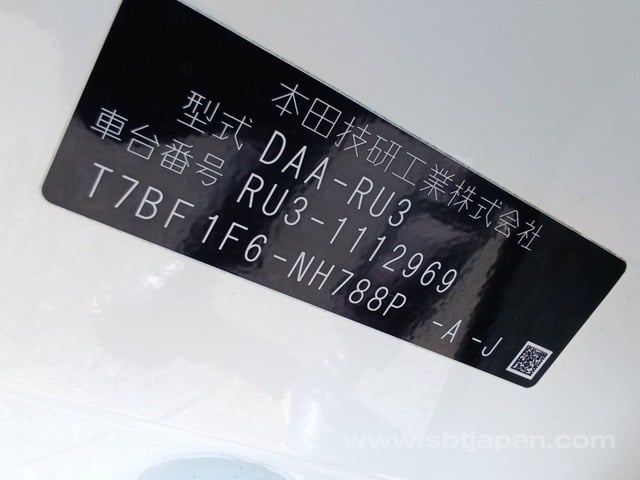 本田技研工業株式会社
型式 DAA-RU3
車台番号 RU3-1112969
T7BF1F6-NH788P -A -J
www.sbtjapan.com